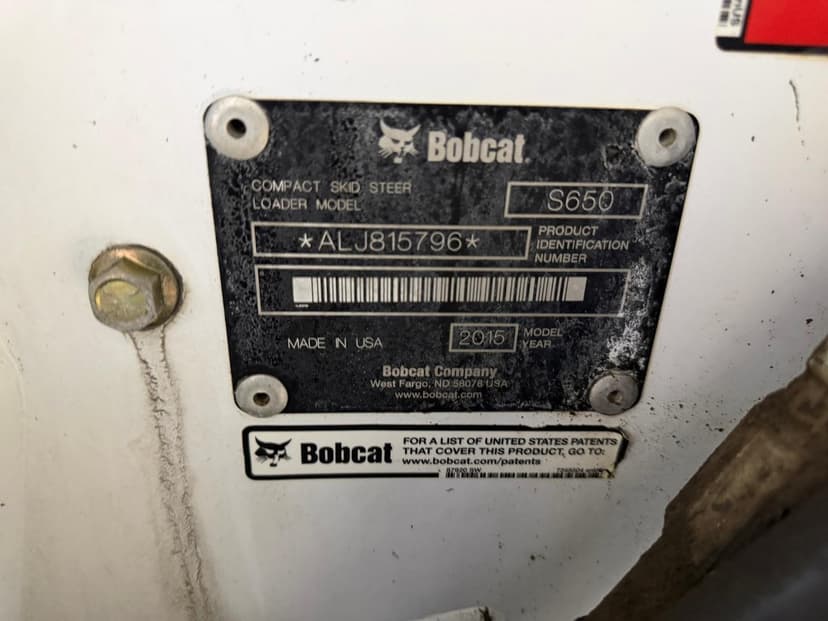 Bobcat®
COMPACT SKID STEER
LOADER MODEL
S650
*ALJ815796*
PRODUCT
IDENTIFICATION
NUMBER
MADE IN USA
2015
MODEL
YEAR
Bobcat Company
West Fargo, ND 58078 USA
www.bobcat.com
Bobcat
FOR A LIST OF UNITED STATES PATENTS
THAT COVER THIS PRODUCT, GO TO:
www.bobcat.com/patents